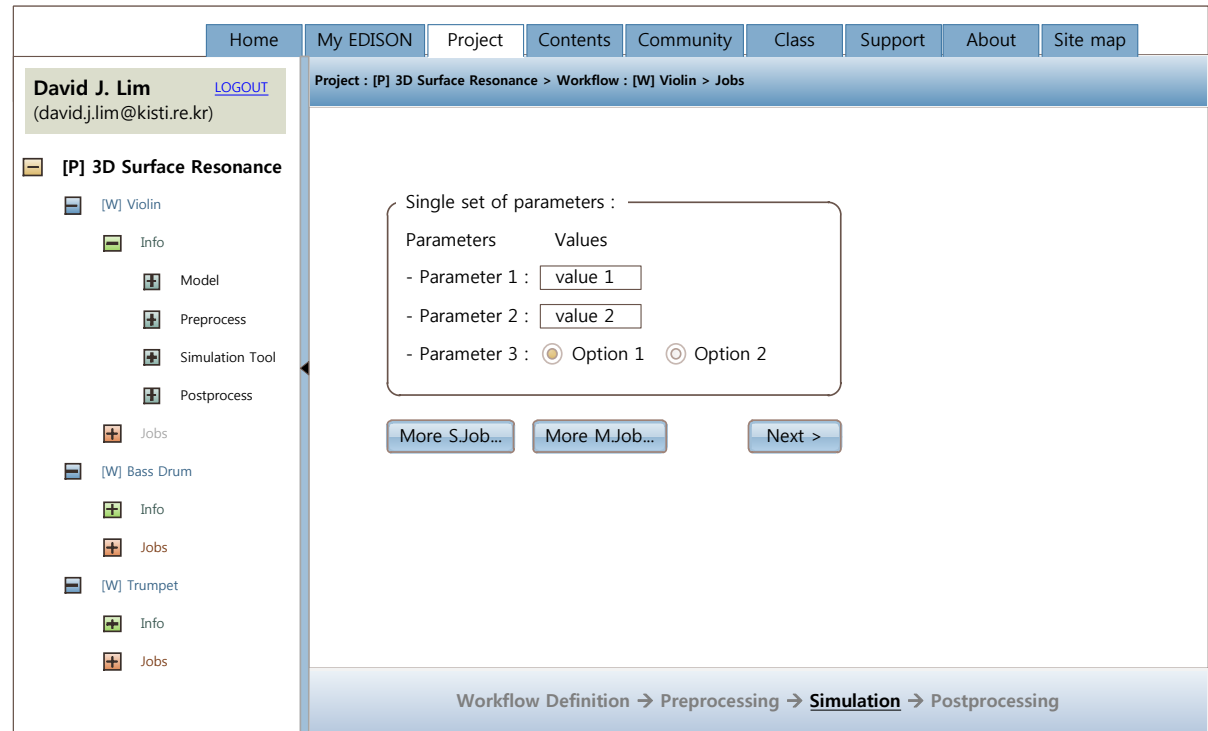 Home My EDISON Project Contents Community Class Support About Site map
David J. Lim LOGOUT
(david.j.lim@kisti.re.kr)
Project : [P] 3D Surface Resonance > Workflow : [W] Violin > Jobs
[P] 3D Surface Resonance
[W] Violin
Info
Model
Preprocess
Simulation Tool
Postprocess
Jobs
[W] Bass Drum
Info
Jobs
[W] Trumpet
Info
Jobs
Single set of parameters :
Parameters Values
- Parameter 1 : value 1
- Parameter 2 : value 2
- Parameter 3 : Option 1 Option 2
More S.Job... More M.Job... Next >
Workflow Definition → Preprocessing → Simulation → Postprocessing